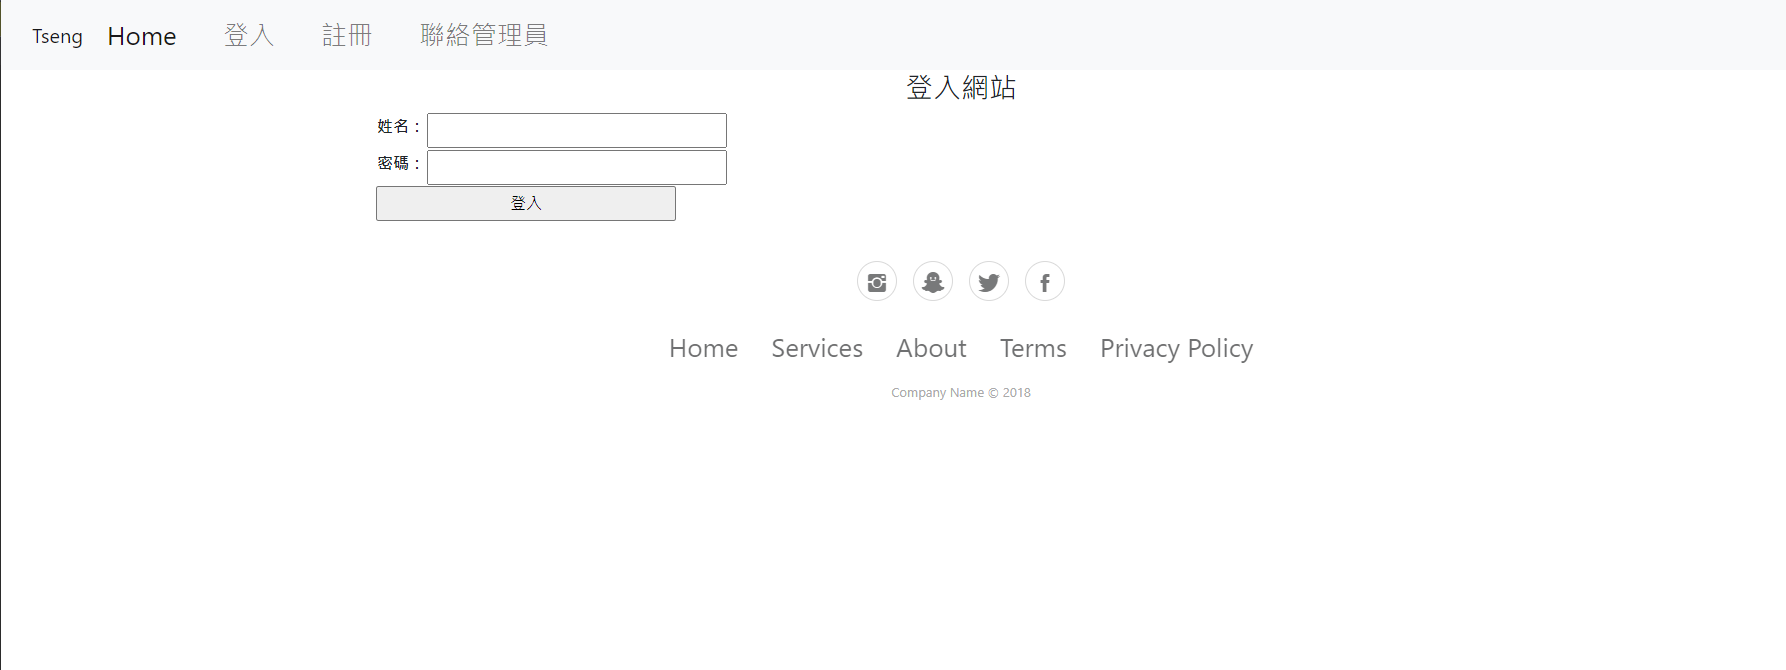 Tseng Home 登入 註冊 聯絡管理員
登入網站
姓名：
密碼：
登入
Home Services About Terms Privacy Policy
Company Name © 2018